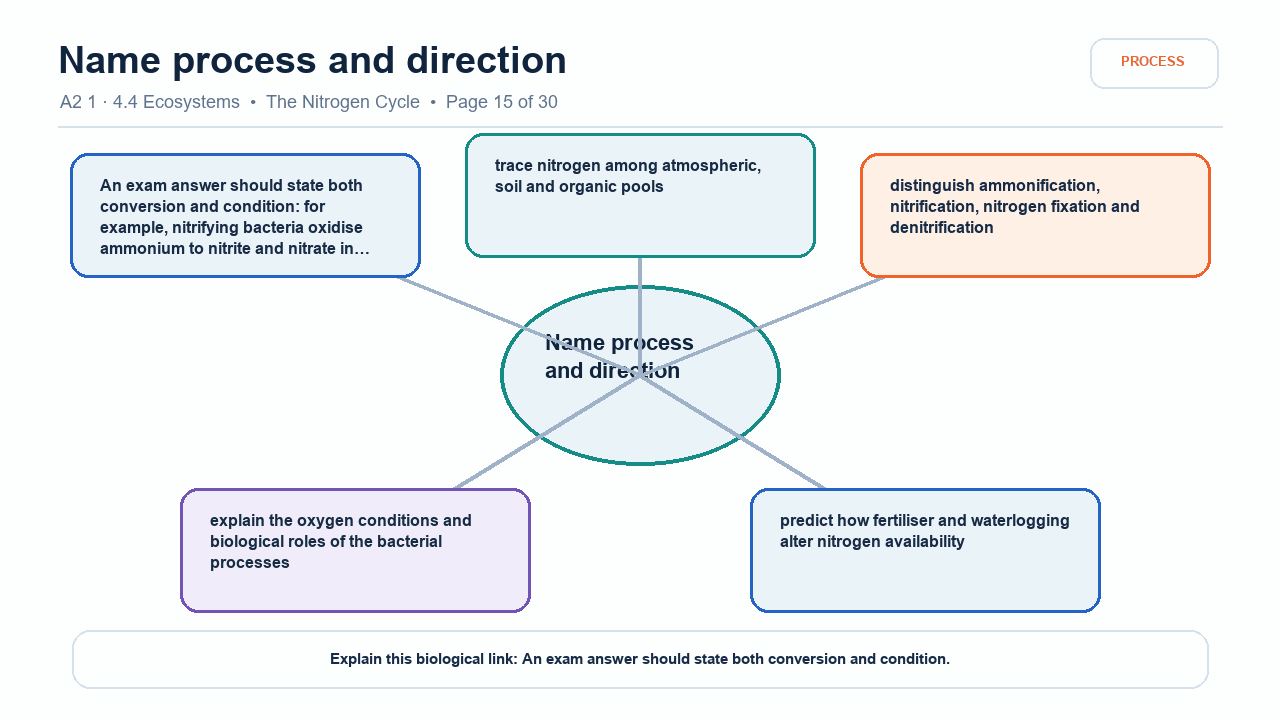 Name process and direction
PROCESS
A2 1 · 4.4 Ecosystems • The Nitrogen Cycle • Page 15 of 30
An exam answer should state both
conversion and condition: for
example, nitrifying bacteria oxidise
ammonium to nitrite and nitrate in…
trace nitrogen among atmospheric,
soil and organic pools
distinguish ammonification,
nitrification, nitrogen fixation and
denitrification
Name process
and direction
explain the oxygen conditions and
biological roles of the bacterial
processes
predict how fertiliser and waterlogging
alter nitrogen availability
Explain this biological link: An exam answer should state both conversion and condition.